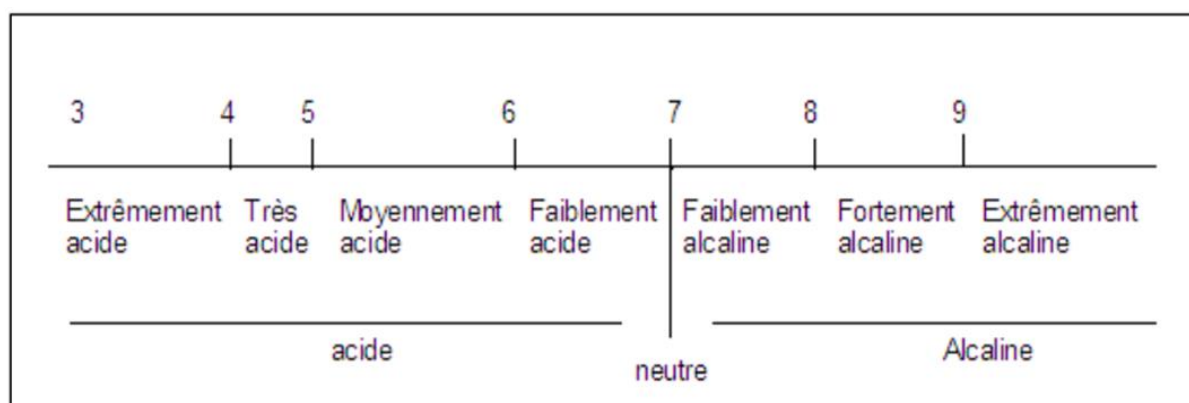 3 4 5 6 7 8 9
Extrêmement Très Moyennement Faiblement Faiblement Fortement Extrêmement
acide acide acide acide alcaline alcaline alcaline
acide Alcaline
neutre